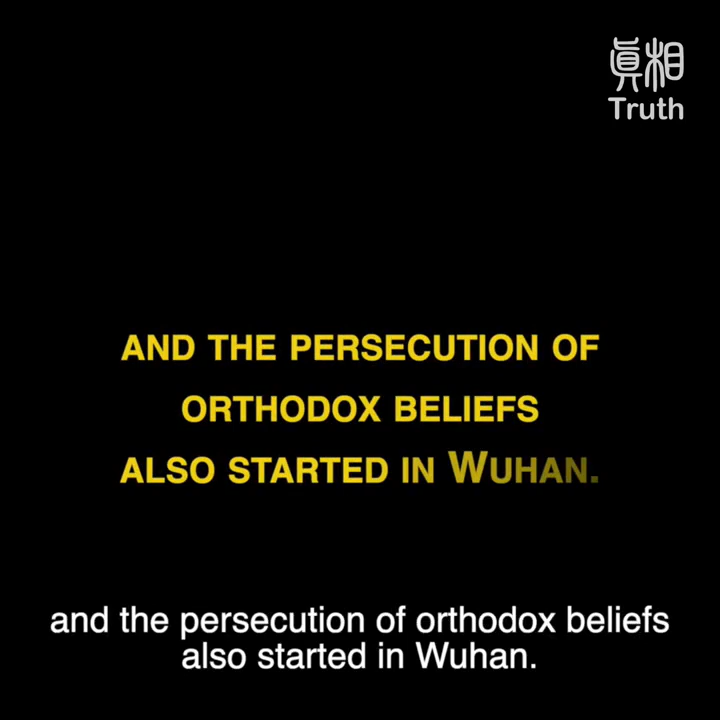 眞相
Truth
AND THE PERSECUTION OF
ORTHODOX BELIEFS
ALSO STARTED IN WUHAN.
and the persecution of orthodox beliefs
also started in Wuhan.